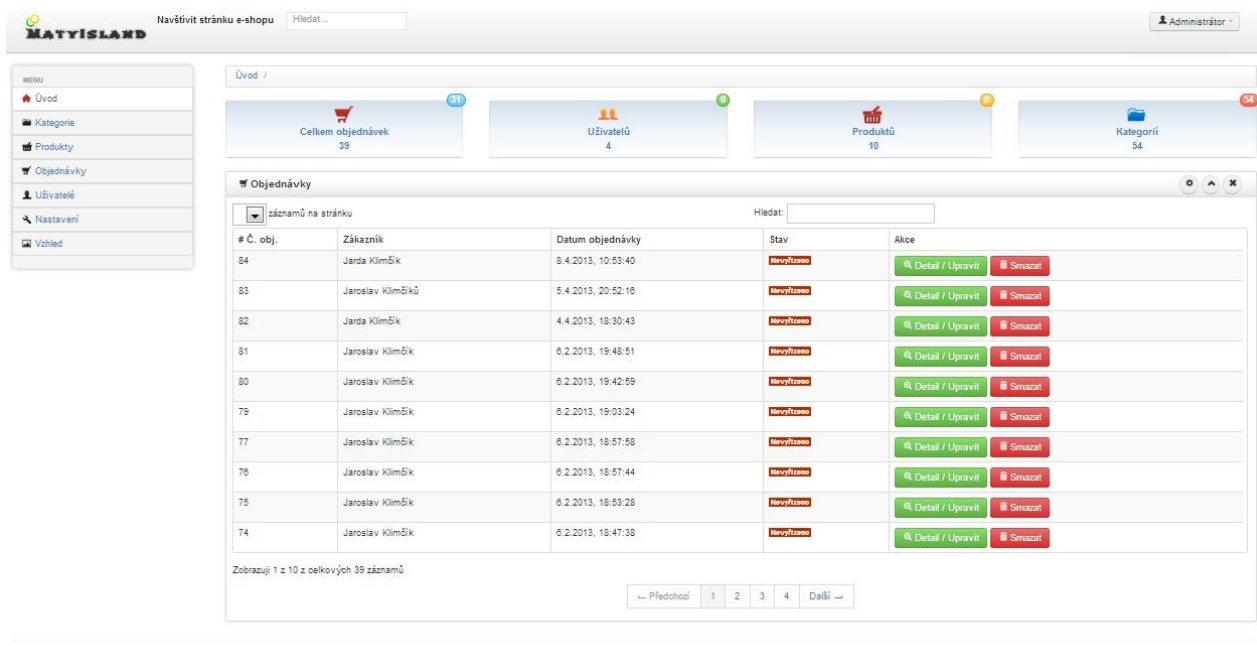 MATYISLAND Navštívit stránku e-shopu Hledat... Administrátor
MENU
Úvod
Kategorie
Produkty
Objednávky
Uživatelé
Nastavení
Vzhled
Úvod /
31
Celkem objednávek
39
0
Uživatelů
4
0
Produktů
10
54
Kategorií
54
Objednávky
záznamů na stránku Hledat:
# Č. obj. Zákazník Datum objednávky Stav Akce
84 Jarda Klimčík 8.4.2013, 10:53:40 Nevyřízeno Detail / Upravit Smazat
83 Jaroslav Klimčíků 5.4.2013, 20:52:16 Nevyřízeno Detail / Upravit Smazat
82 Jarda Klimčík 4.4.2013, 18:30:43 Nevyřízeno Detail / Upravit Smazat
81 Jaroslav Klimčík 6.2.2013, 19:48:51 Nevyřízeno Detail / Upravit Smazat
80 Jaroslav Klimčík 6.2.2013, 19:42:59 Nevyřízeno Detail / Upravit Smazat
79 Jaroslav Klimčík 6.2.2013, 19:03:24 Nevyřízeno Detail / Upravit Smazat
77 Jaroslav Klimčík 6.2.2013, 18:57:58 Nevyřízeno Detail / Upravit Smazat
76 Jaroslav Klimčík 6.2.2013, 18:57:44 Nevyřízeno Detail / Upravit Smazat
75 Jaroslav Klimčík 6.2.2013, 18:53:28 Nevyřízeno Detail / Upravit Smazat
74 Jaroslav Klimčík 6.2.2013, 18:47:38 Nevyřízeno Detail / Upravit Smazat
Zobrazuji 1 z 10 z celkových 39 záznamů
← Předchozí 1 2 3 4 Další →